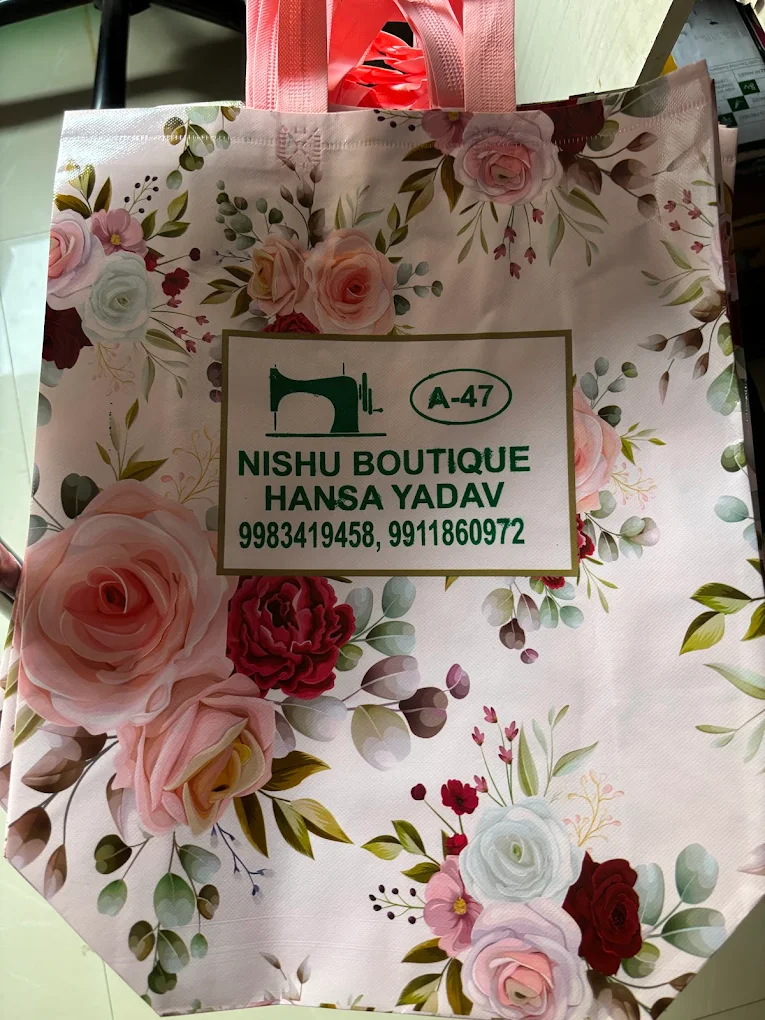 A-47
NISHU BOUTIQUE
HANSA YADAV
9983419458, 9911860972